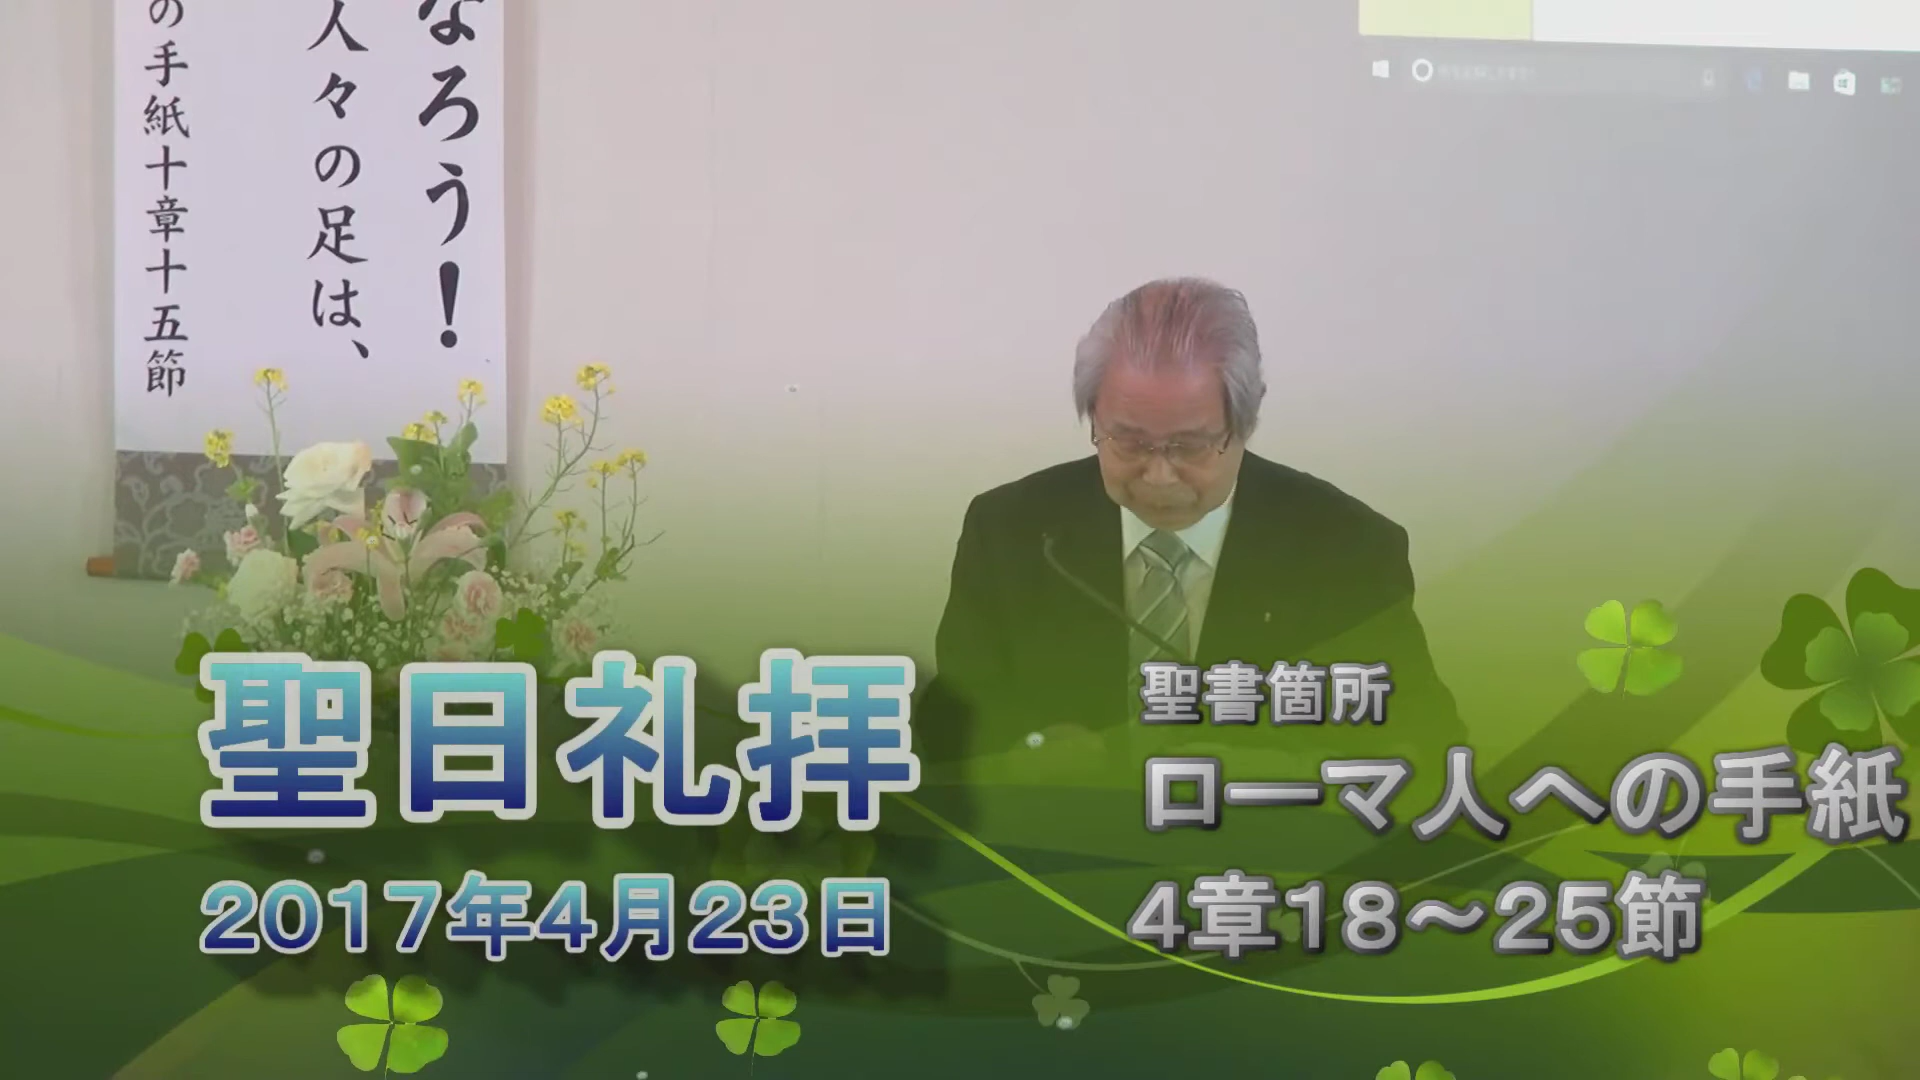 なろう！
人々の足は、
の手紙十章十五節
聖日礼拝
2017年4月23日
聖書箇所
ローマ人への手紙
4章18～25節